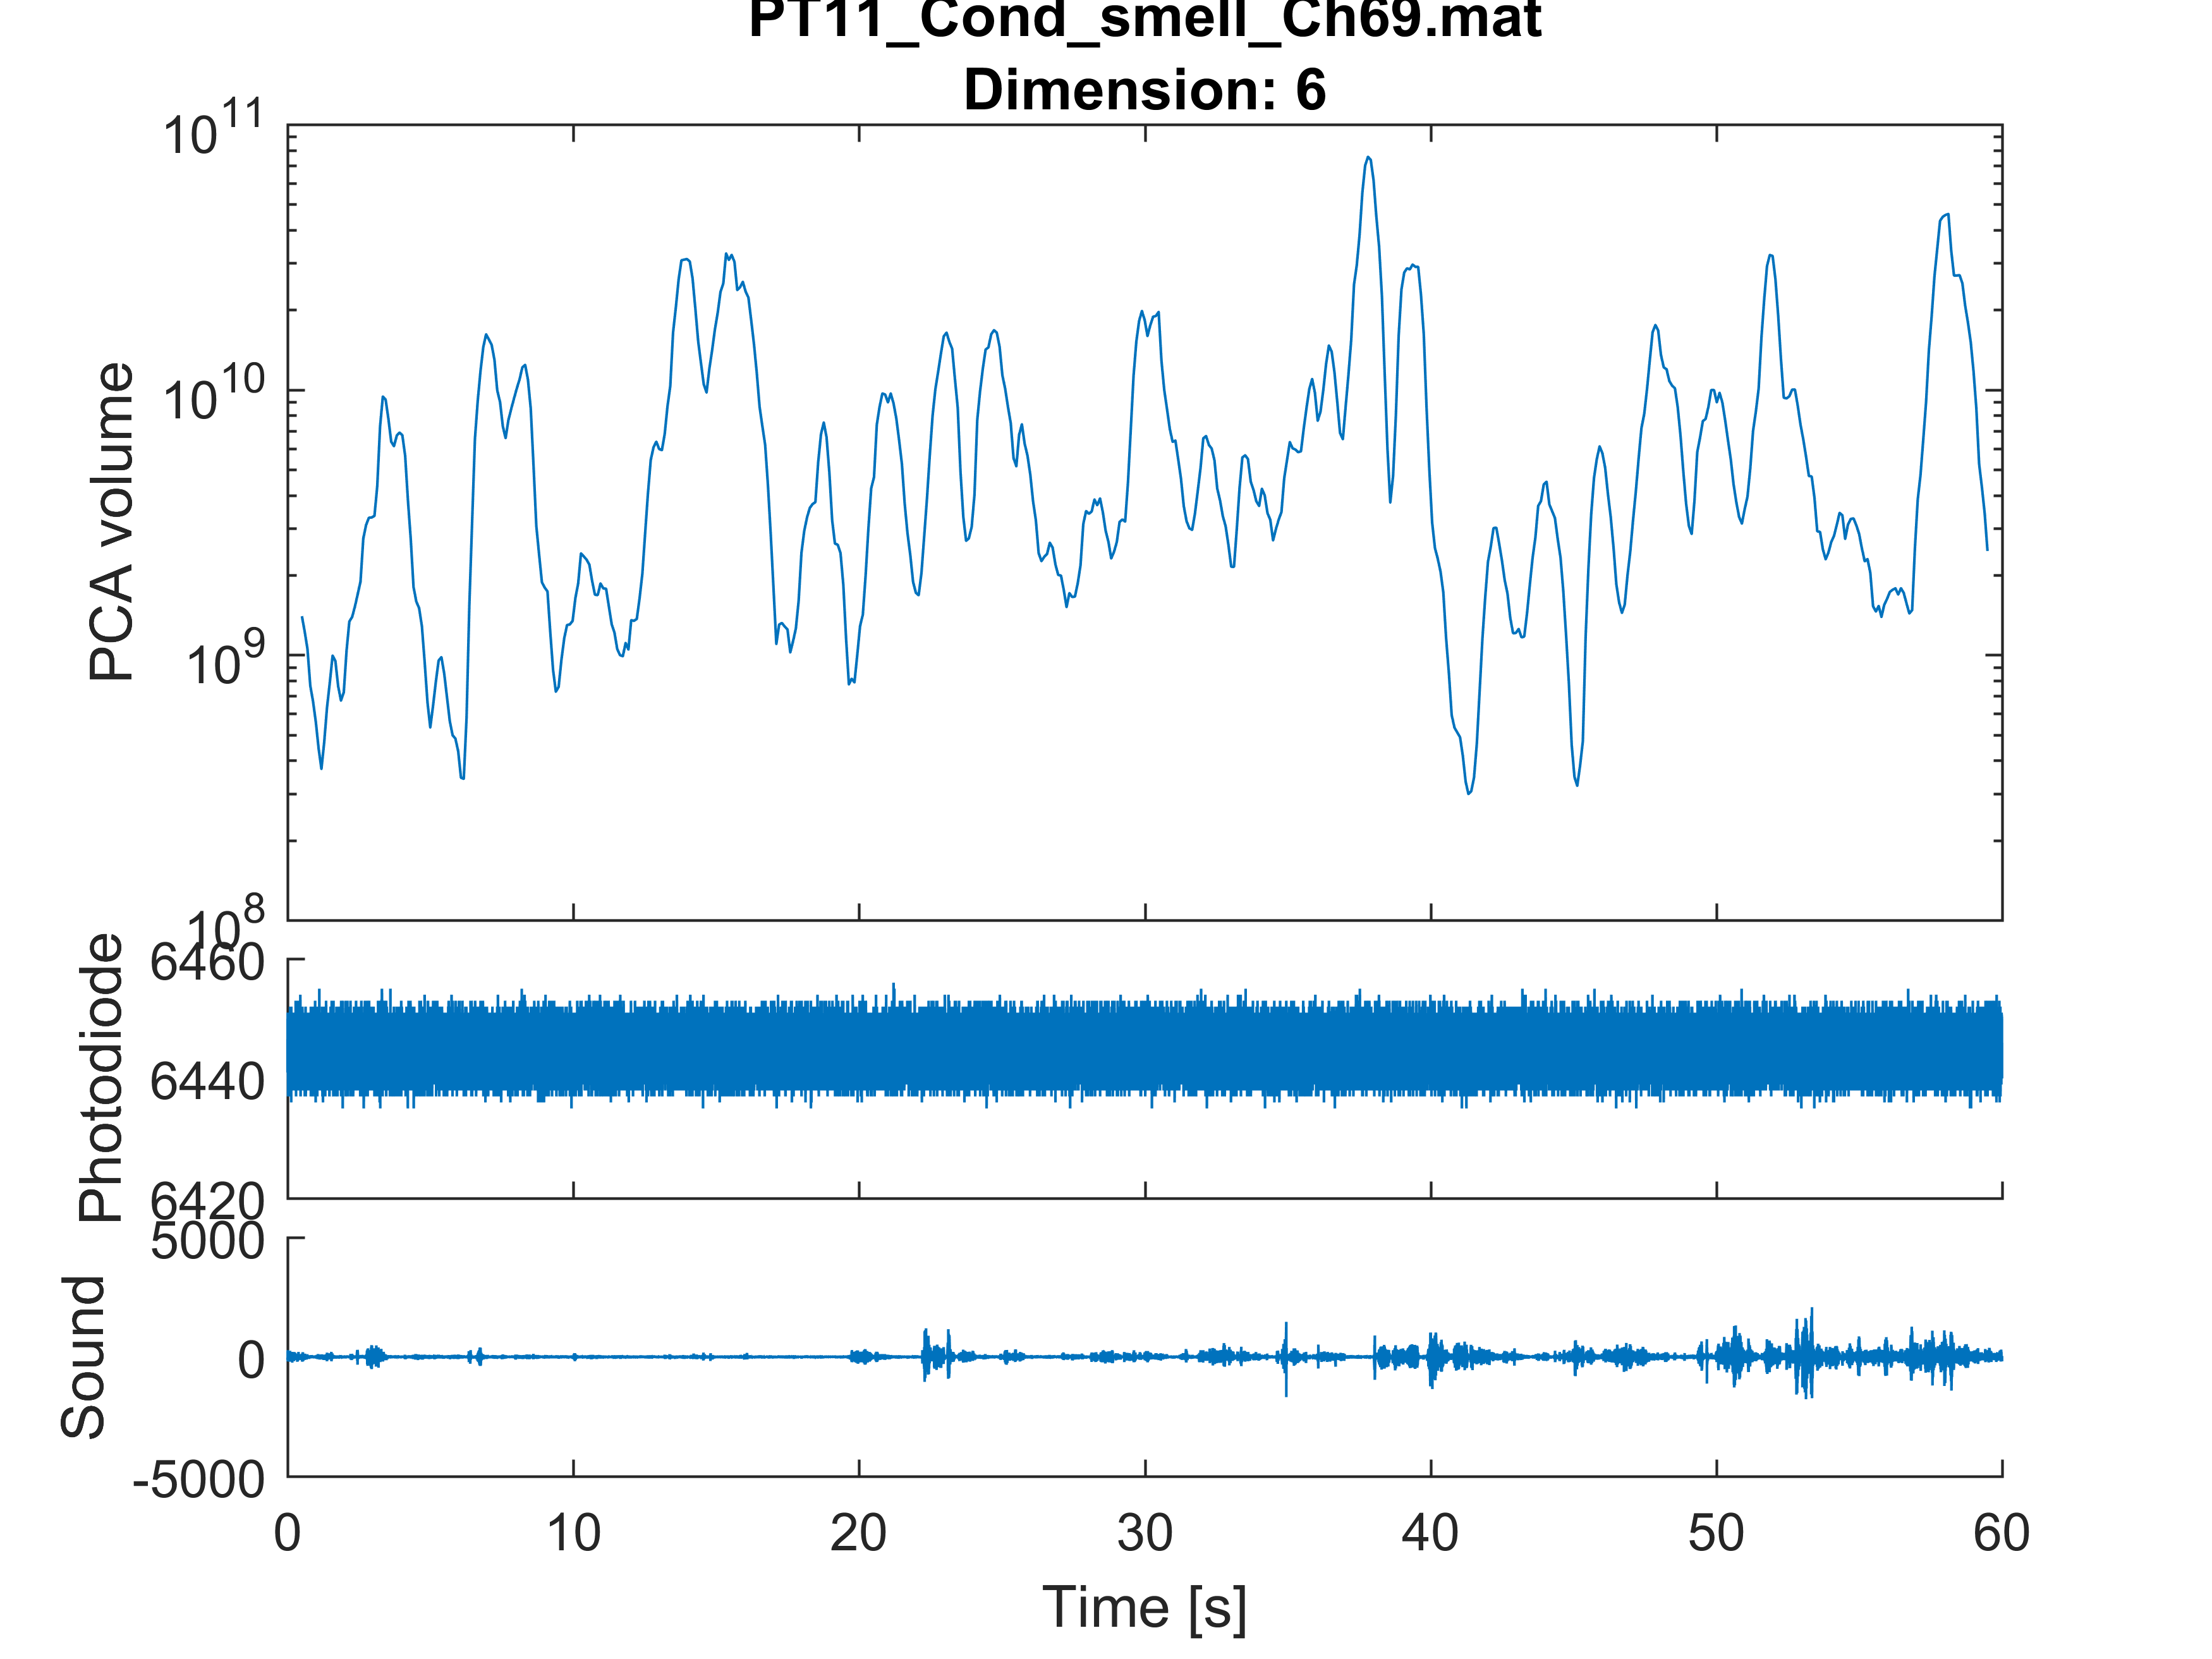 PT11_Cond_smell_Ch69.mat
Dimension: 6
PCA volume
10^11
10^10
10^9
10^8
Photodiode
6460
6440
6420
Sound
5000
0
-5000
0 10 20 30 40 50 60
Time [s]